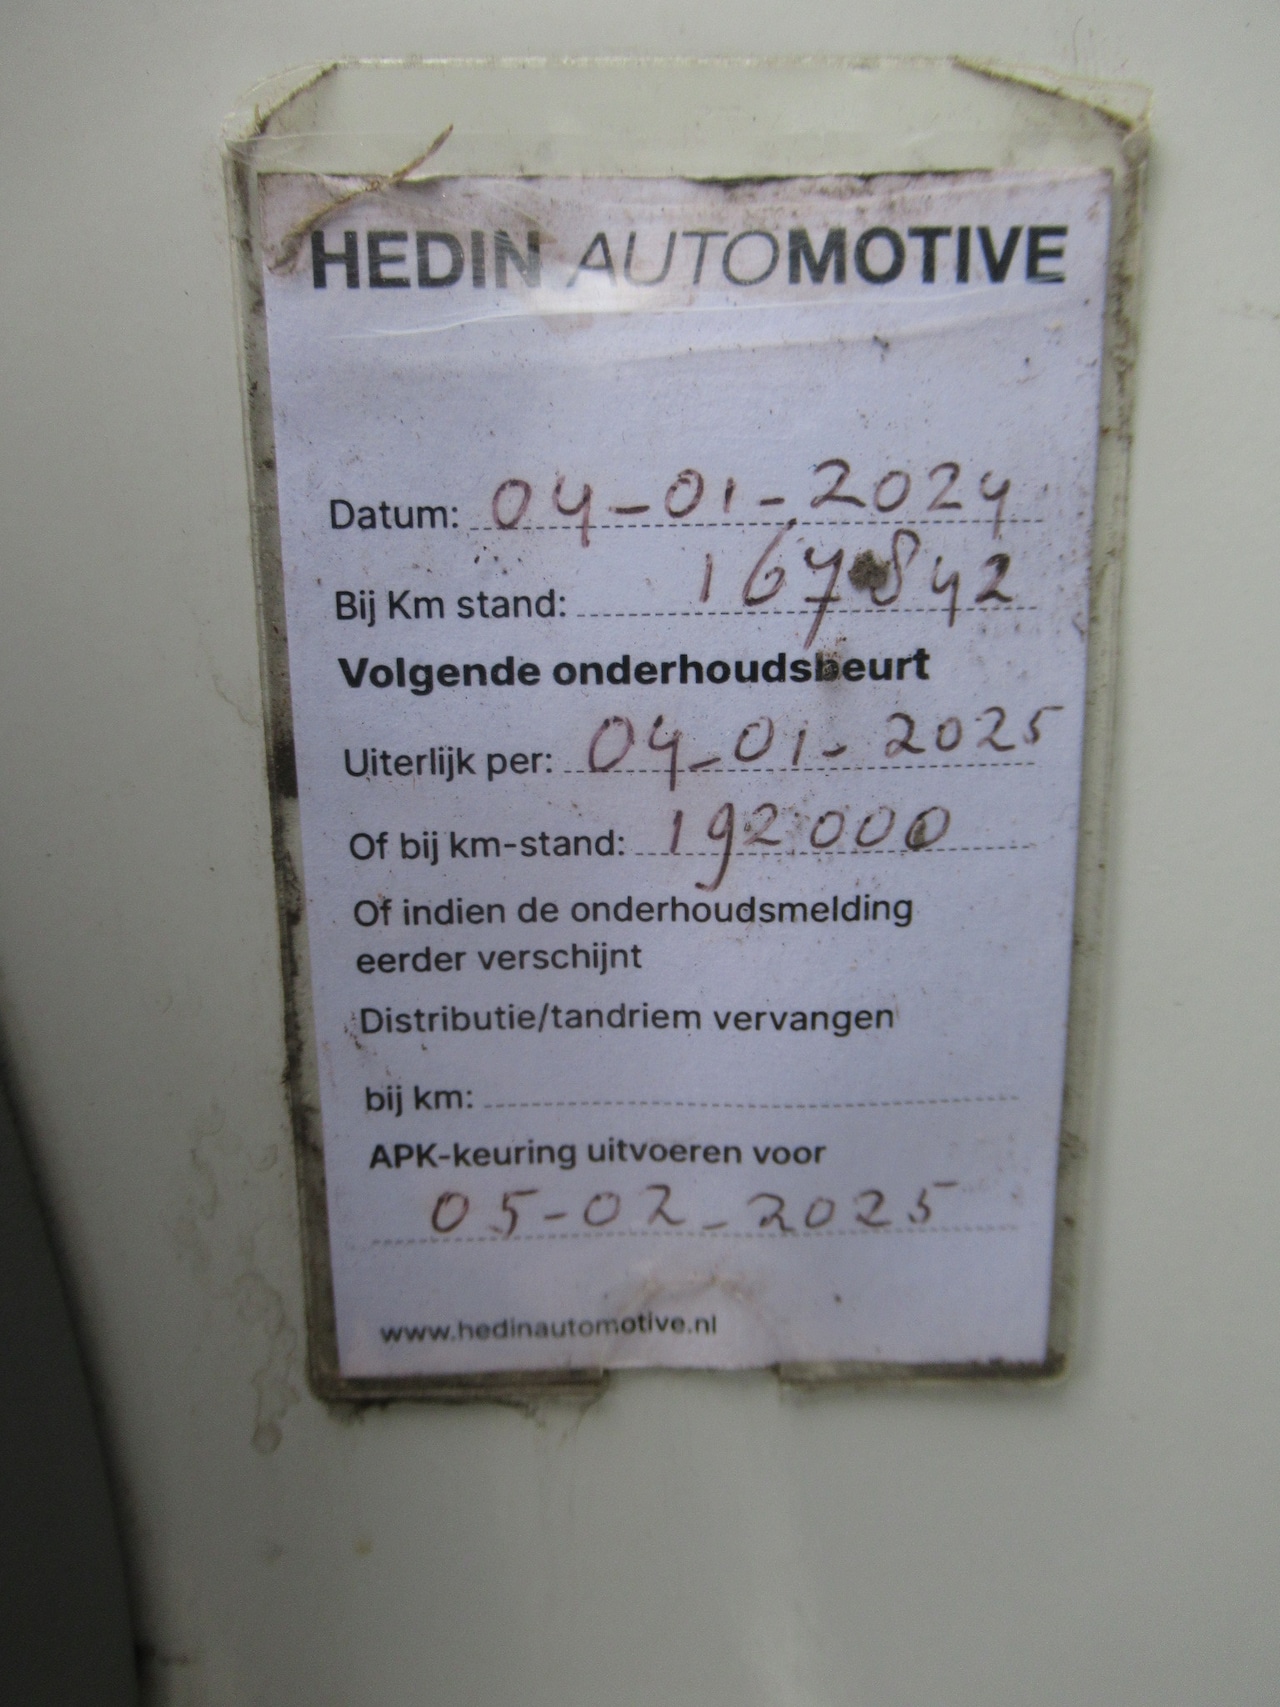 HEDIN AUTOMOTIVE
Datum: 04-01-2024
Bij Km stand: 167842
Volgende onderhoudsbeurt
Uiterlijk per: 04-01-2025
Of bij km-stand: 192000
Of indien de onderhoudsmelding
eerder verschijnt
Distributie/tandriem vervangen
bij km:
APK-keuring uitvoeren voor
05-02-2025
www.hedinautomotive.nl